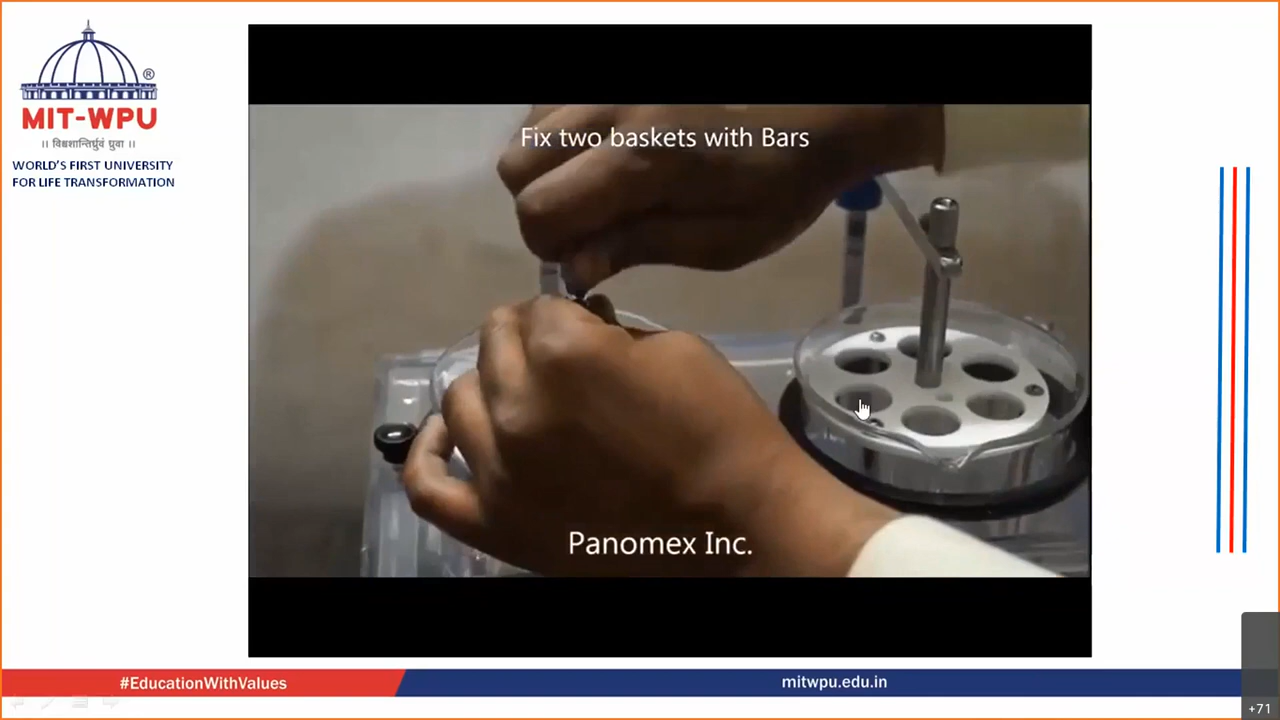 ®
MIT-WPU
|| विश्वशान्तिर्ध्रुवं ध्रुवा ||
WORLD'S FIRST UNIVERSITY
FOR LIFE TRANSFORMATION
Fix two baskets with Bars
Panomex Inc.
#EducationWithValues
mitwpu.edu.in
+71